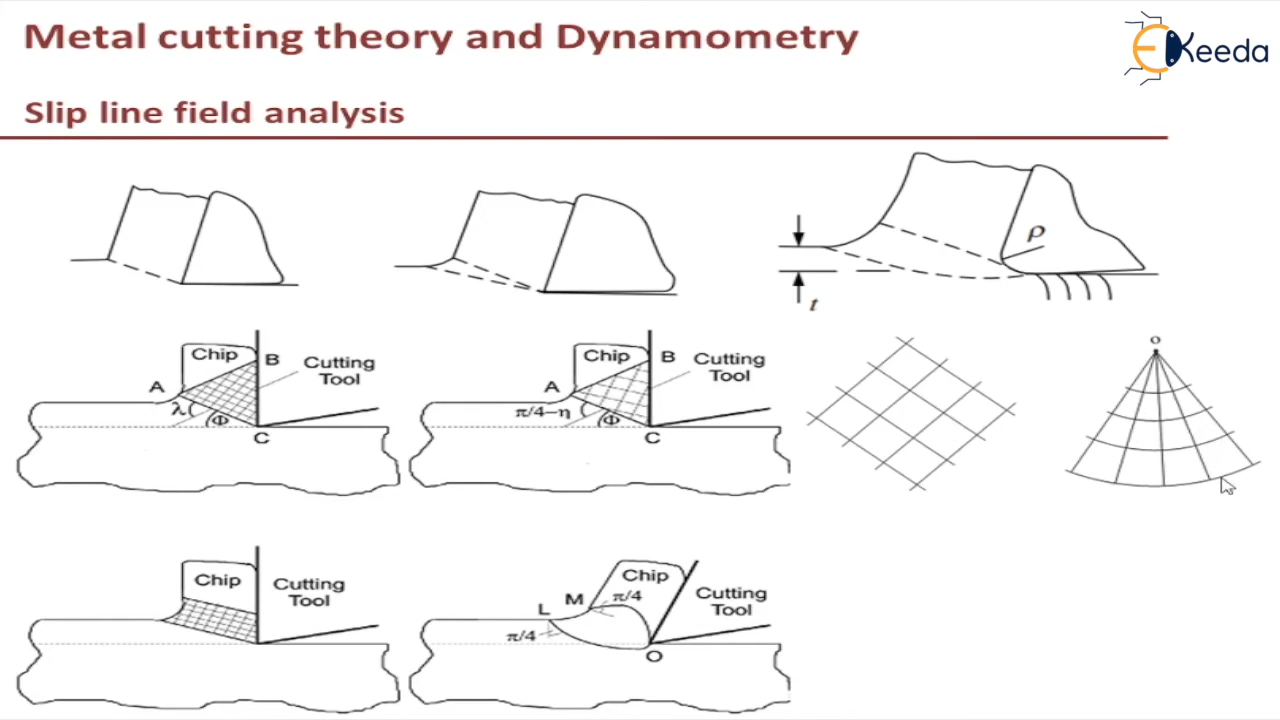 Metal cutting theory and Dynamometry
EKeeda
Slip line field analysis
ρ
t
Chip
B
Cutting
Tool
A
λ
Φ
C
Chip
B
Cutting
Tool
A
π/4−η
Φ
C
o
Chip
Cutting
Tool
Chip
π/4
M
L
π/4
Cutting
Tool
O